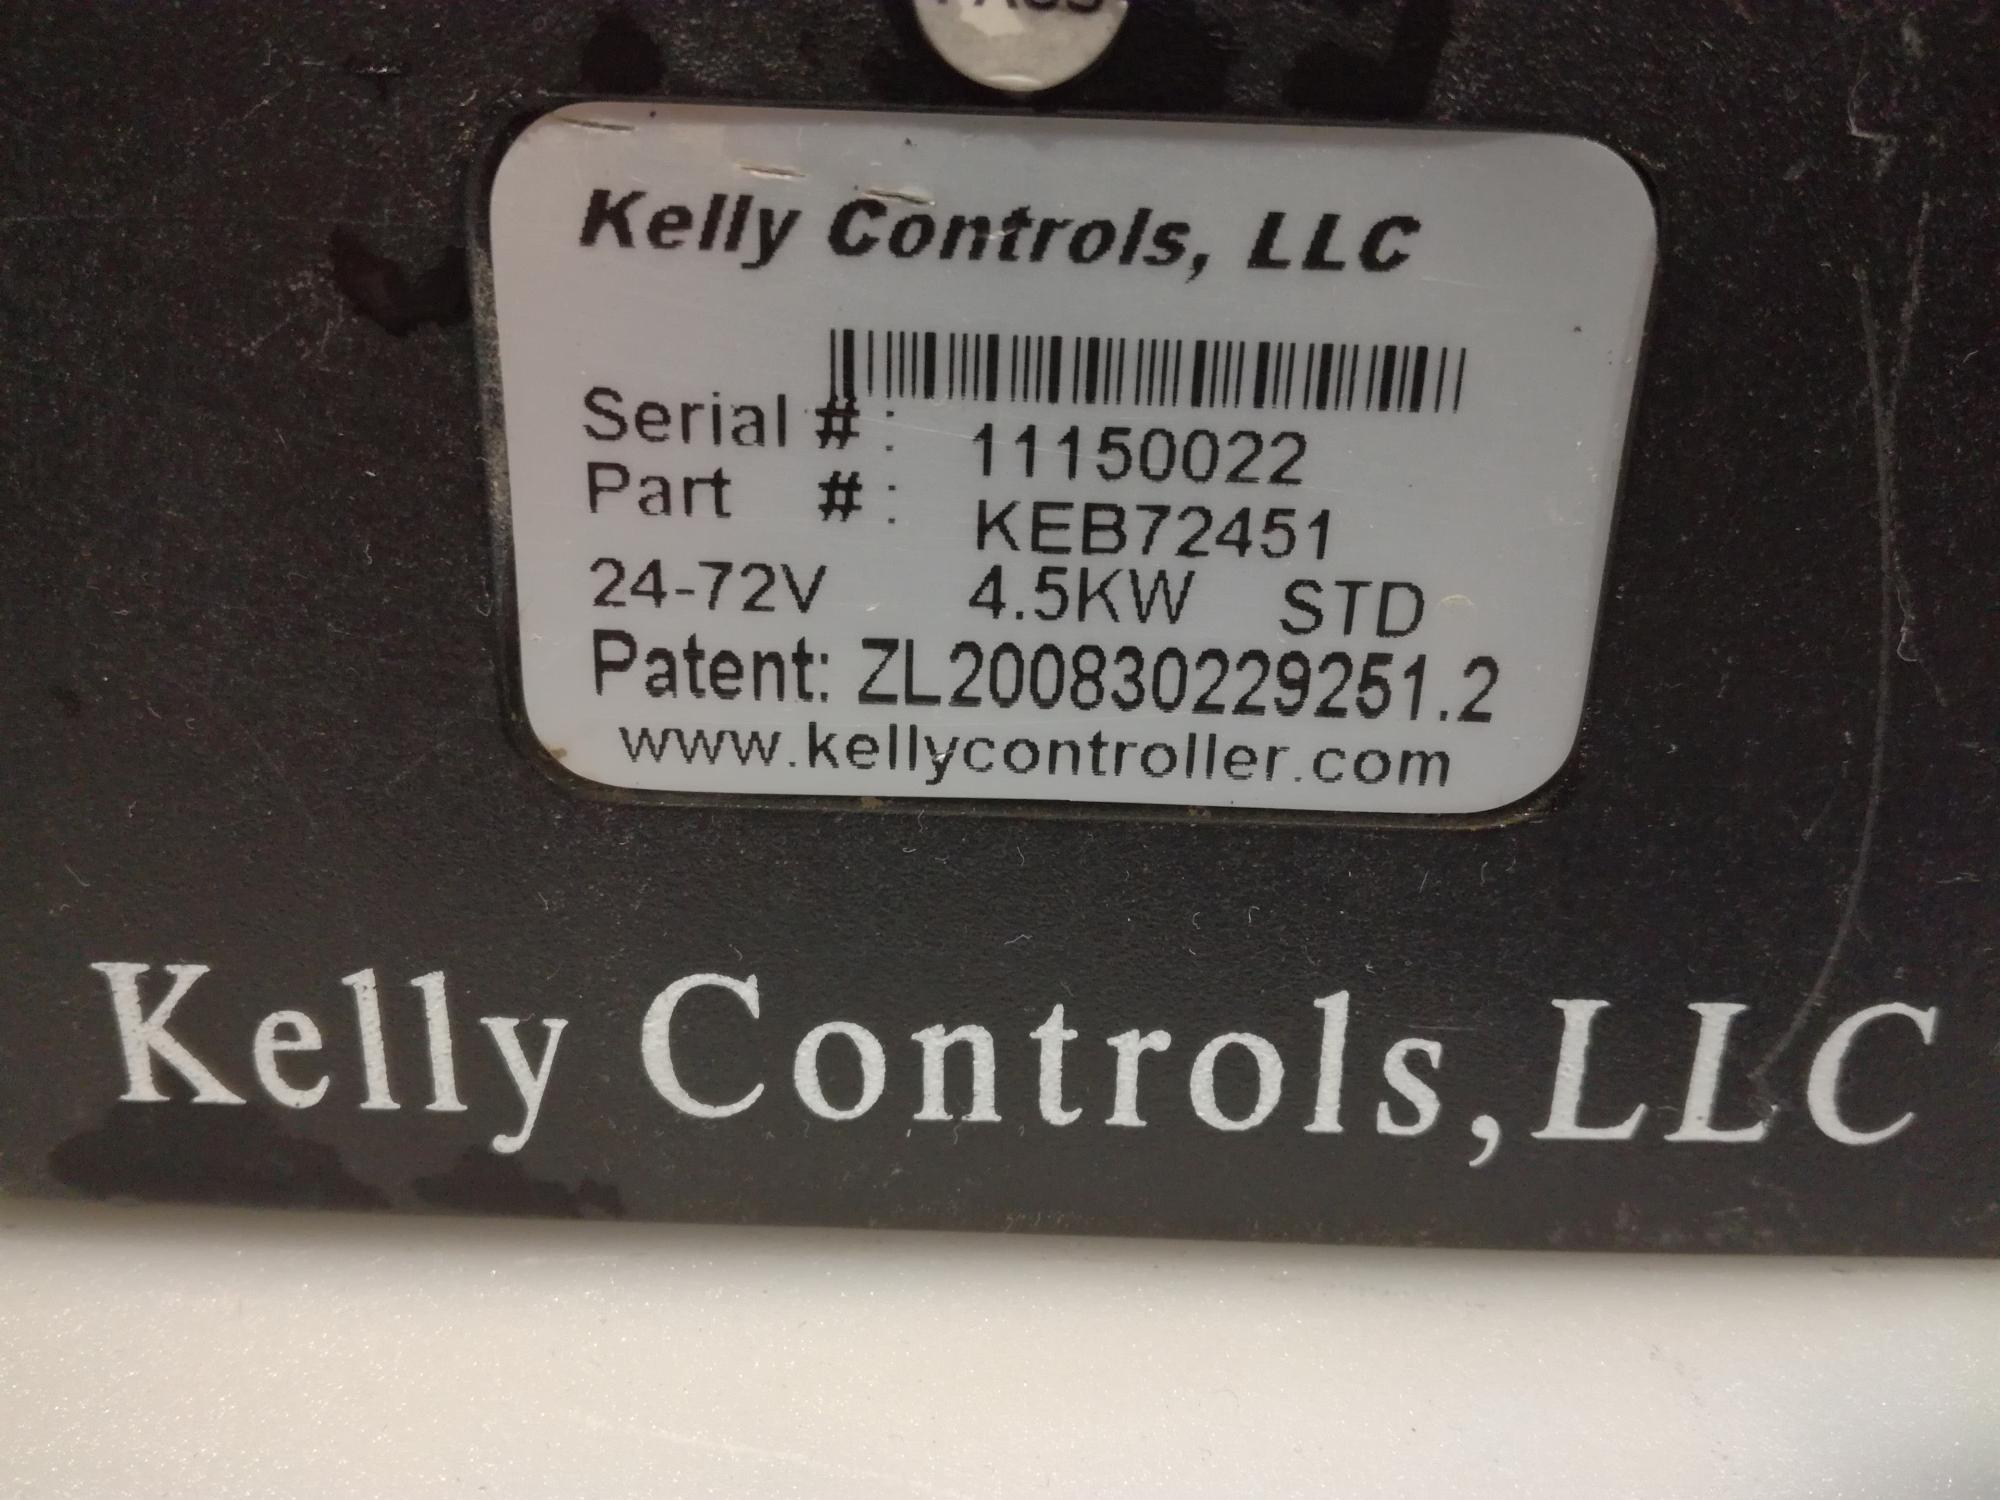 Kelly Controls, LLC
Serial #: 11150022
Part #: KEB72451
24-72V 4.5KW STD
Patent: ZL200830229251.2
www.kellycontroller.com
Kelly Controls,LLC